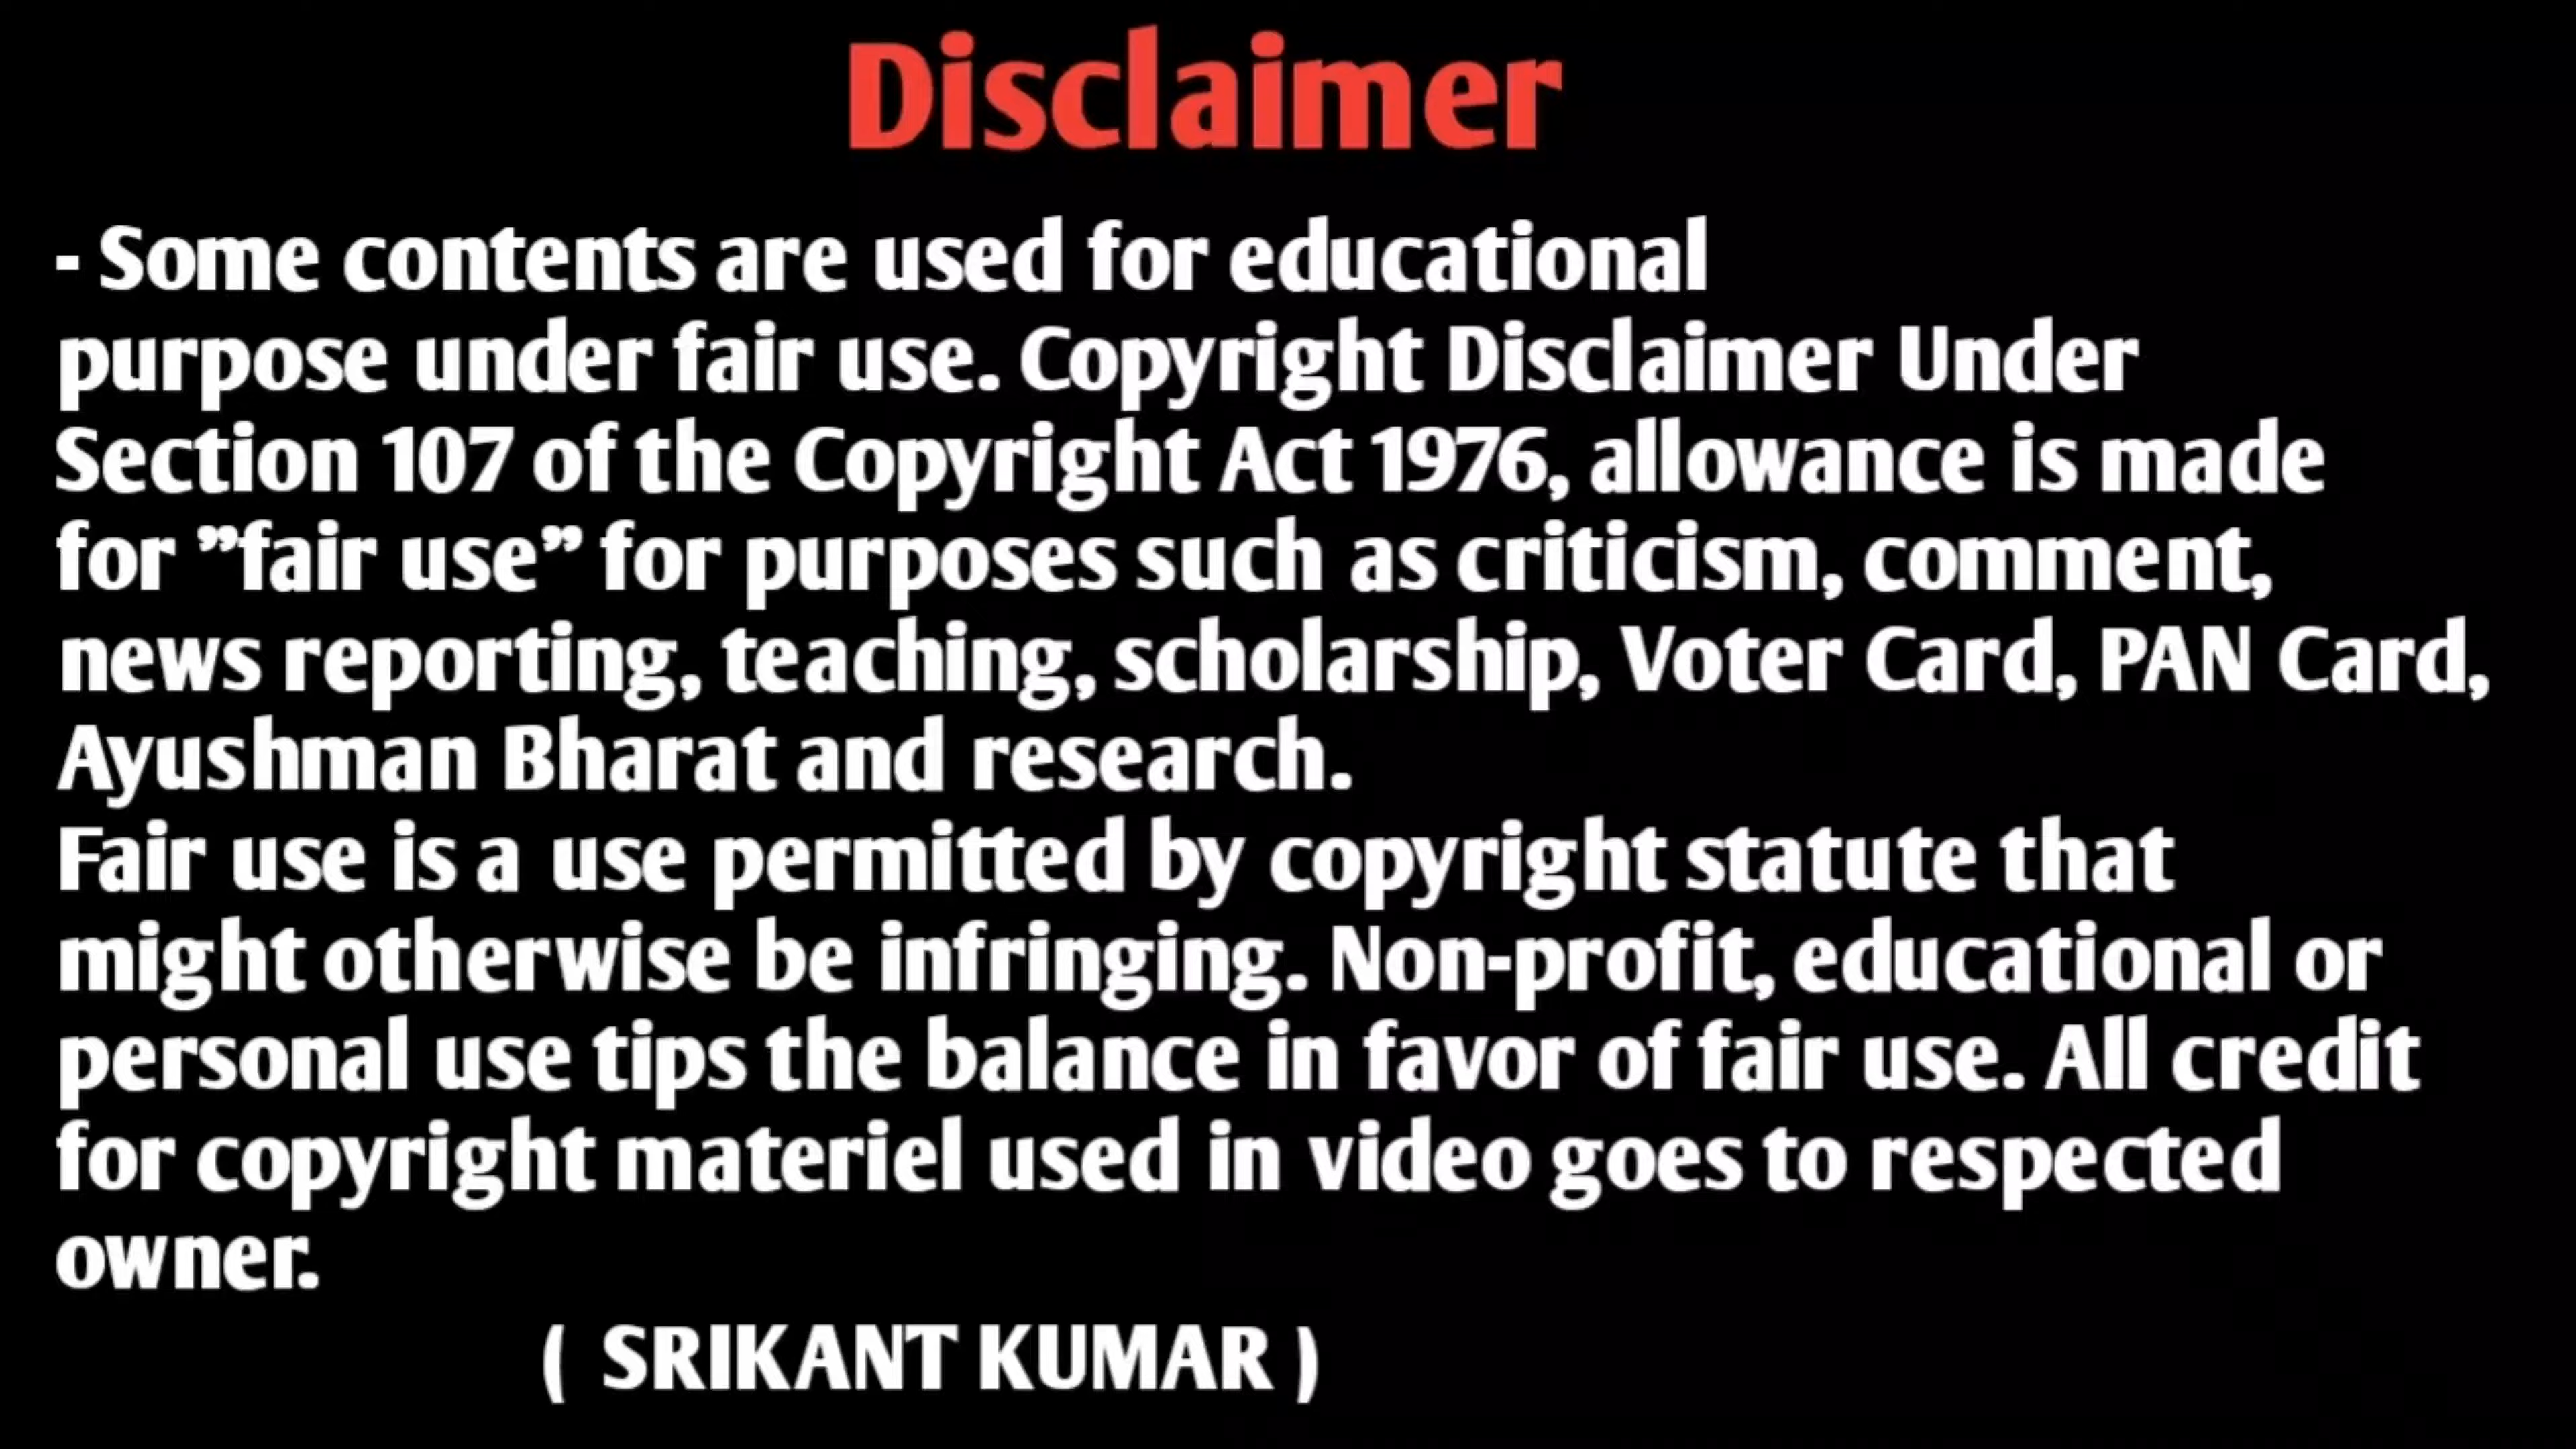 Disclaimer
- Some contents are used for educational
purpose under fair use. Copyright Disclaimer Under
Section 107 of the Copyright Act 1976, allowance is made
for ”fair use” for purposes such as criticism, comment,
news reporting, teaching, scholarship, Voter Card, PAN Card,
Ayushman Bharat and research.
Fair use is a use permitted by copyright statute that
might otherwise be infringing. Non-profit, educational or
personal use tips the balance in favor of fair use. All credit
for copyright materiel used in video goes to respected
owner.
( SRIKANT KUMAR )